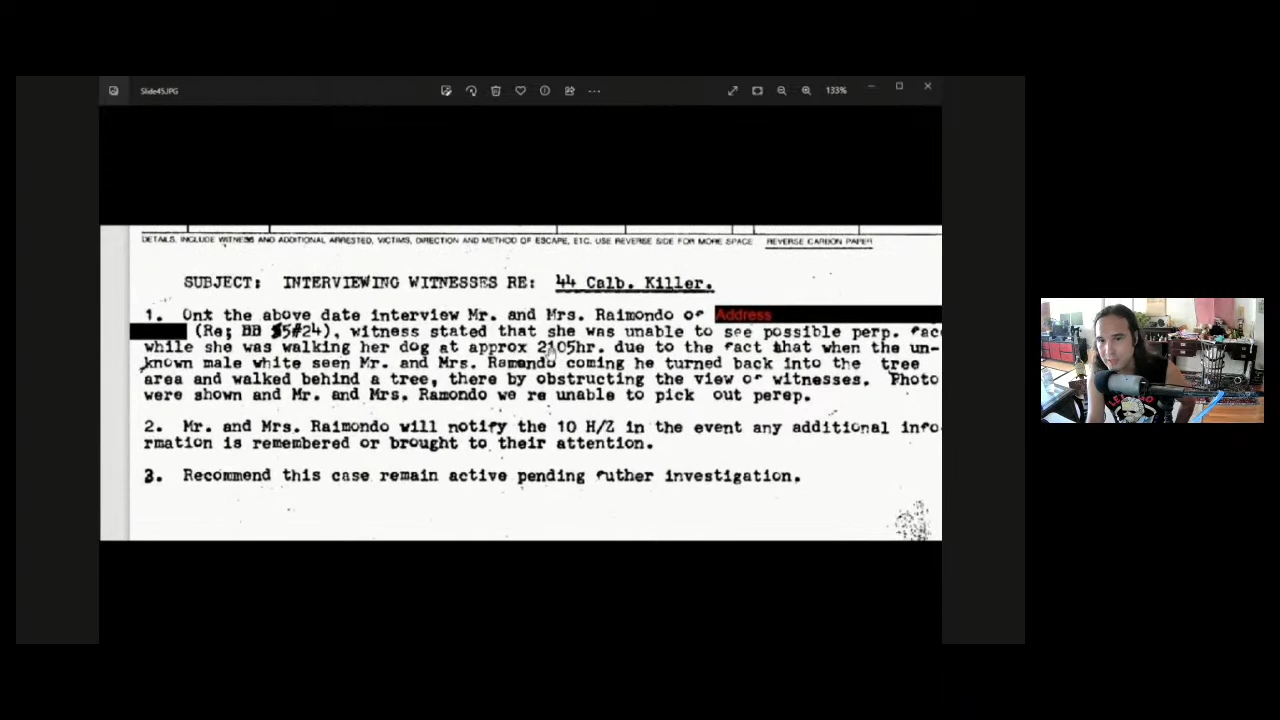 Slide45.JPG
133%
DETAILS, INCLUDE WITNESS AND ADDITIONAL ARRESTED, VICTIMS, DIRECTION AND METHOD OF ESCAPE, ETC. USE REVERSE SIDE FOR MORE SPACE REVERSE CARBON PAPER
SUBJECT: INTERVIEWING WITNESSES RE: 44 Calb. Killer.
1. Ont the above date interview Mr. and Mrs. Raimondo of Address
(Re; BB 55#24), witness stated that she was unable to see possible perp. fac
while she was walking her dog at approx 2105hr. due to the fact that when the un-
known male white seen Mr. and Mrs. Ramondo coming he turned back into the tree
area and walked behind a tree, there by obstructing the view of witnesses. Photo
were shown and Mr. and Mrs. Ramondo we re unable to pick out perep.
2. Mr. and Mrs. Raimondo will notify the 10 H/Z in the event any additional info
rmation is remembered or brought to their attention.
3. Recommend this case remain active pending futher investigation.